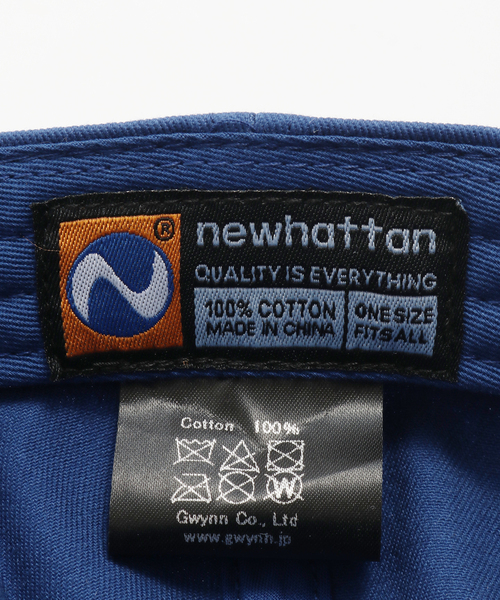 ®
newhattan
QUALITY IS EVERYTHING
100% COTTON
MADE IN CHINA
ONE SIZE
FITS ALL
Cotton 100%
W
Gwynn Co., Ltd
www.gwynn.jp